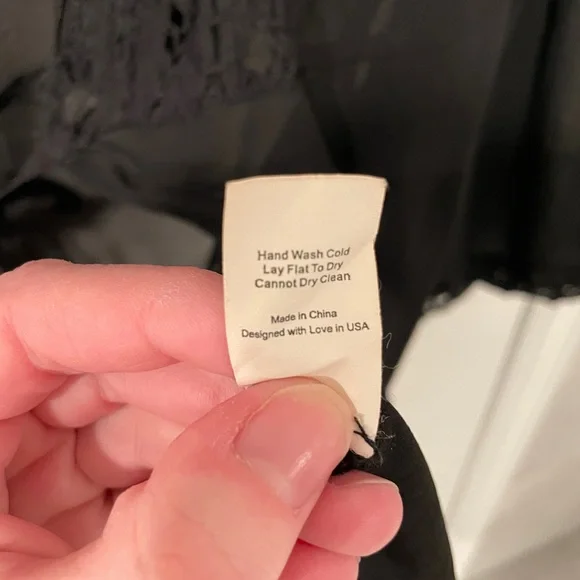 Hand Wash Cold
Lay Flat To Dry
Cannot Dry Clean
Made in China
Designed with Love in USA